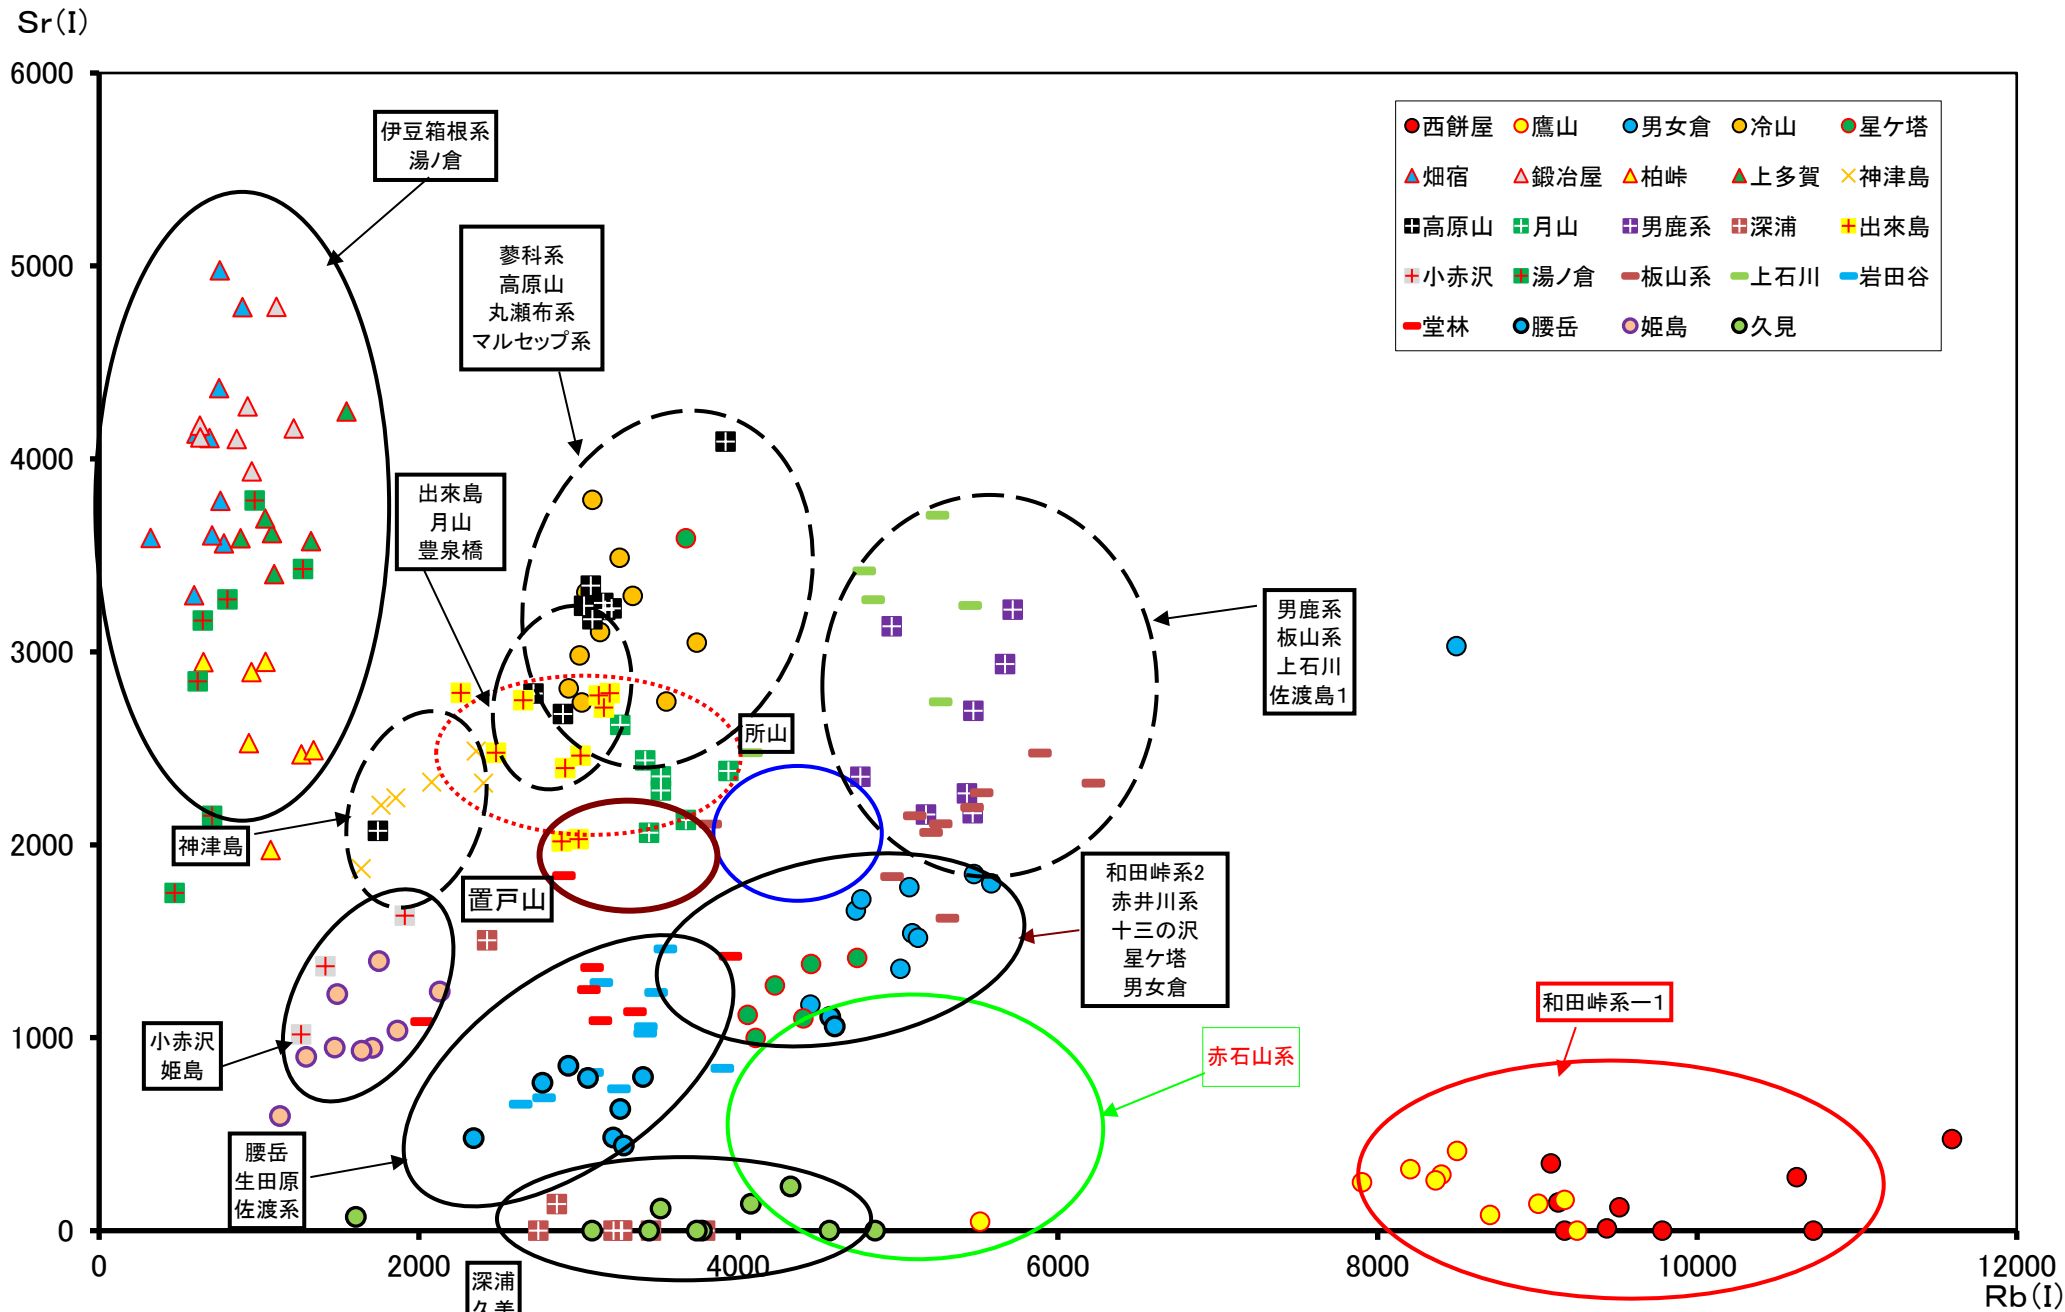 Sr(I)
6000
5000
4000
3000
2000
1000
0
0
2000
4000
6000
8000
10000
12000
Rb(I)
西餅屋 鷹山 男女倉 冷山 星ケ塔
畑宿 鍛冶屋 柏峠 上多賀 神津島
高原山 月山 男鹿系 深浦 出來島
小赤沢 湯ノ倉 板山系 上石川 岩田谷
堂林 腰岳 姫島 久見
伊豆箱根系
湯ノ倉
蓼科系
高原山
丸瀬布系
マルセップ系
出來島
月山
豊泉橋
所山
男鹿系
板山系
上石川
佐渡島1
神津島
置戸山
和田峠系2
赤井川系
十三の沢
星ケ塔
男女倉
和田峠系ー1
小赤沢
姫島
赤石山系
腰岳
生田原
佐渡系
深浦
久美